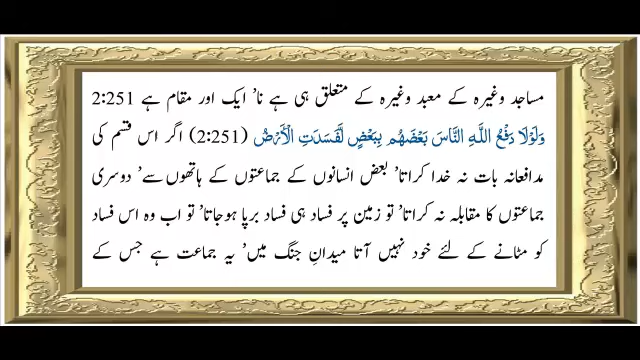 مساجد وغیرہ کے معبد وغیرہ کے متعلق ہی ہے نا’ ایک اور مقام ہے 2:251
وَلَوْلَا دَفْعُ اللَّهِ النَّاسَ بَعْضَهُم بِبَعْضٍ لَّفَسَدَتِ الْأَرْضُ (2:251) اگر اس قسم کی
مدافعانہ بات نہ خدا کراتا’ بعض انسانوں کے جماعتوں کے ہاتھوں سے’ دوسری
جماعتوں کا مقابلہ نہ کراتا’ تو زمین پر فساد ہی فساد برپا ہوجاتا’ تو اب وہ اس فساد
کو مٹانے کے لئے خود نہیں آتا میدانِ جنگ میں’ یہ جماعت ہے جس کے